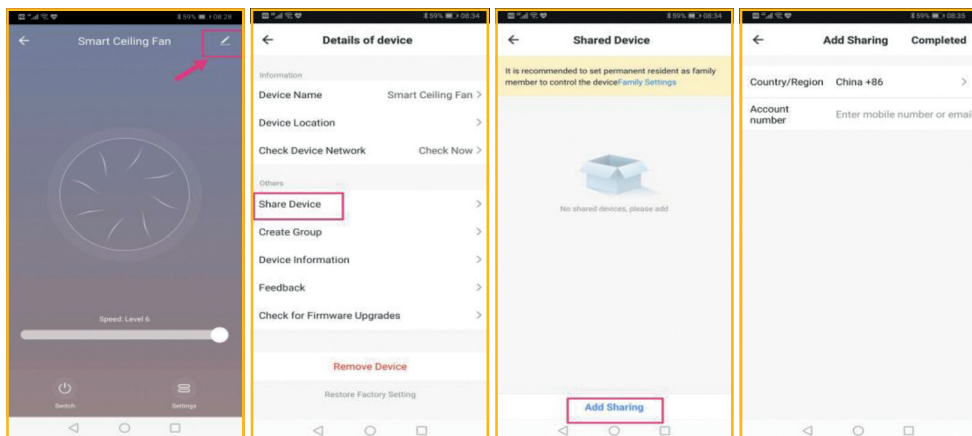 59% 08:28
Smart Ceiling Fan
Speed: Level 6
Switch
Settings
59% 08:34
Details of device
Information
Device Name Smart Ceiling Fan >
Device Location >
Check Device Network Check Now >
Others
Share Device >
Create Group >
Device Information >
Feedback >
Check for Firmware Upgrades >
Remove Device
Restore Factory Setting
59% 08:34
Shared Device
It is recommended to set permanent resident as family
member to control the deviceFamily Settings
No shared devices, please add
Add Sharing
59% 08:35
Add Sharing Completed
Country/Region China +86 >
Account
number
Enter mobile number or emai